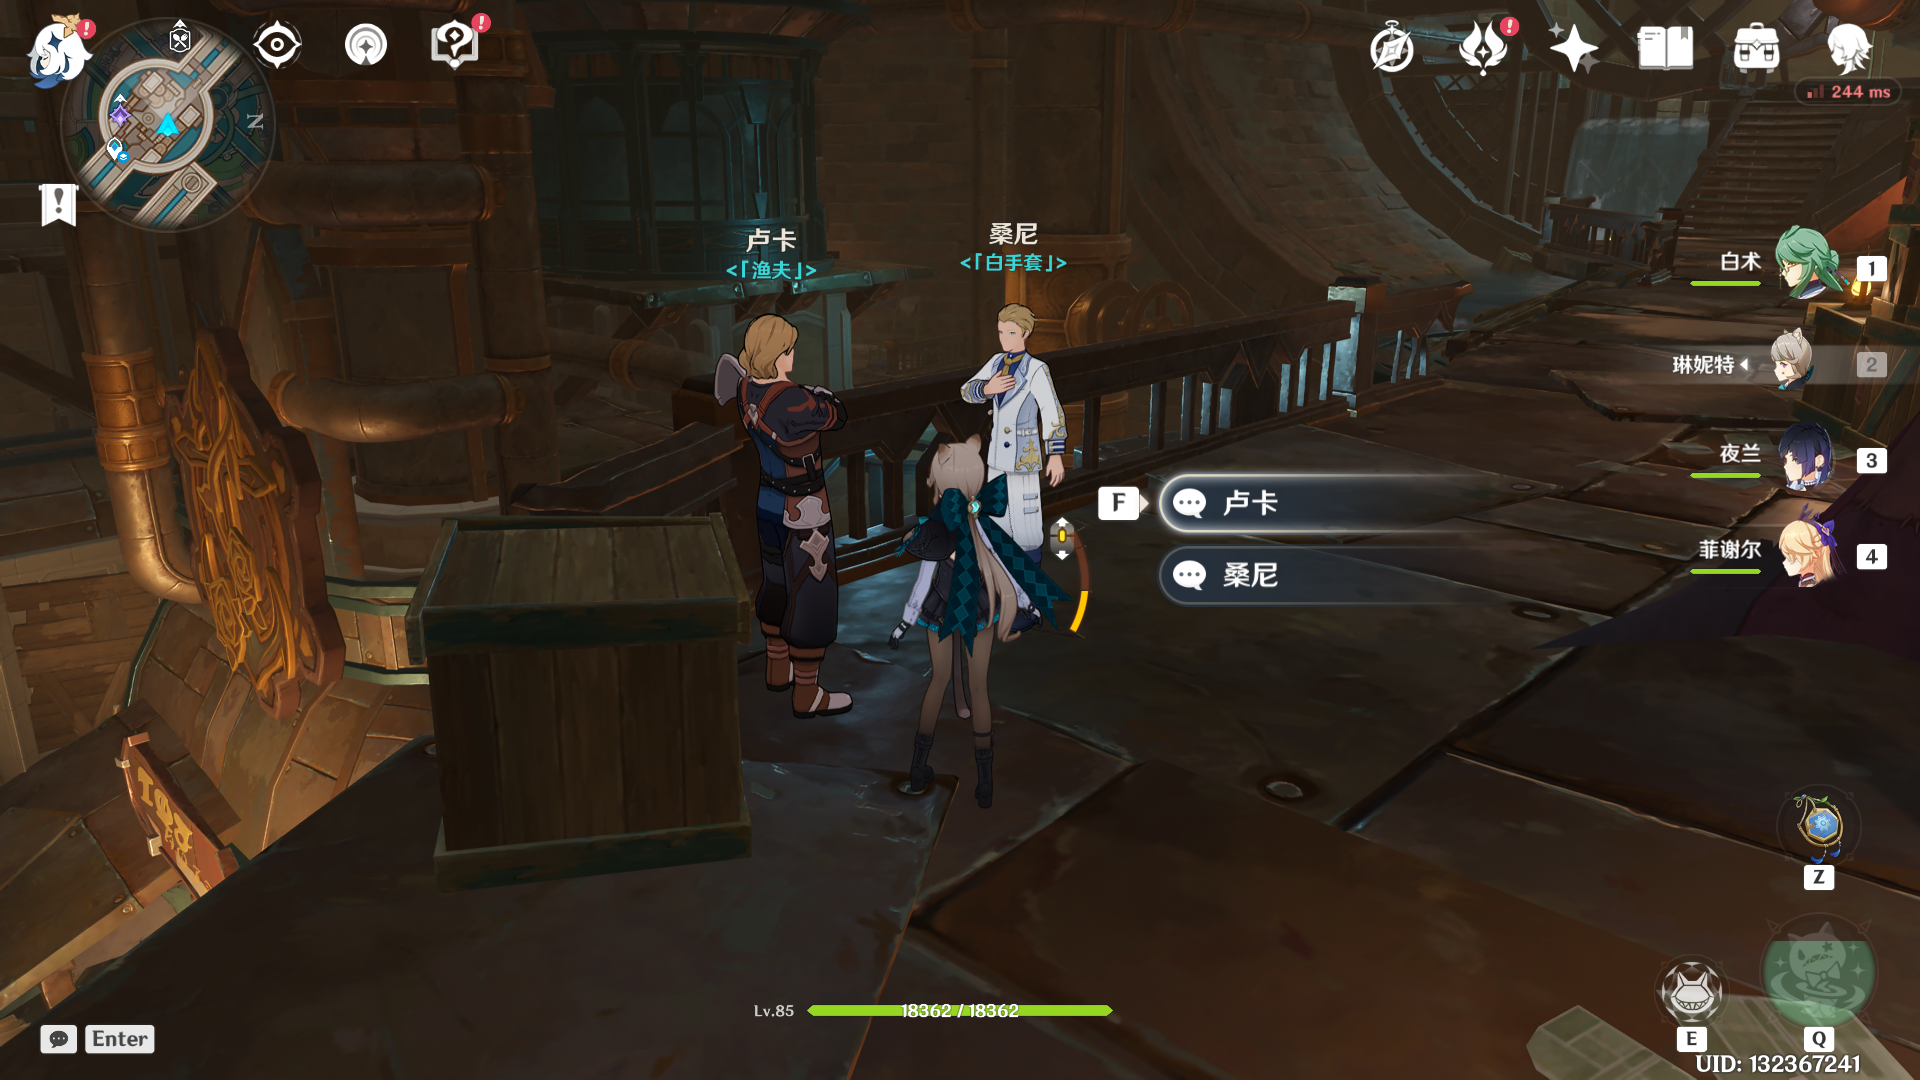 N
244 ms
卢卡
<「渔夫」>
桑尼
<「白手套」>
白术
1
琳妮特
2
夜兰
3
菲谢尔
4
F
卢卡
桑尼
Z
Lv.85
18362 / 18362
Enter
E
Q
UID: 132367241